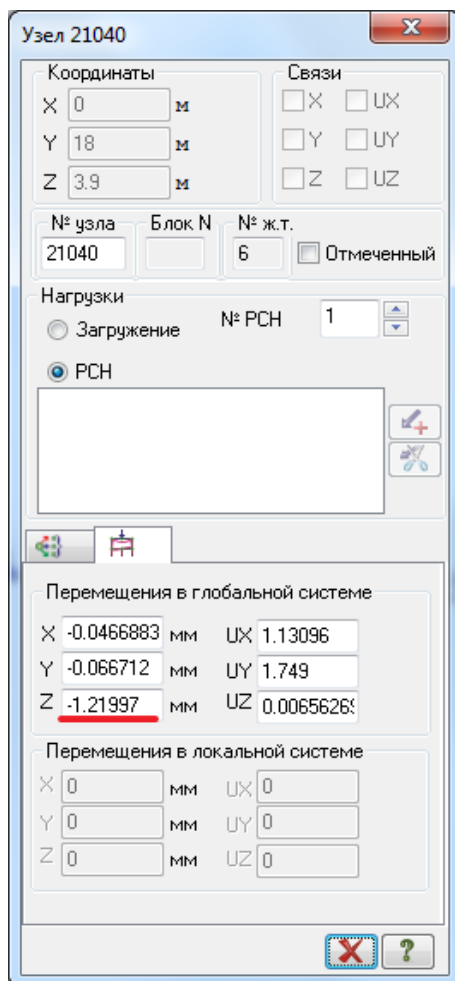 Узел 21040
Координаты
X 0 м
Y 18 м
Z 3.9 м
Связи
X UX
Y UY
Z UZ
№ узла Блок N № ж.т.
21040 6 Отмеченный
Нагрузки
Загружение № РСН 1
РСН
Перемещения в глобальной системе
X -0.0466883 мм UX 1.13096
Y -0.066712 мм UY 1.749
Z -1.21997 мм UZ 0.0065626
Перемещения в локальной системе
X 0 мм UX 0
Y 0 мм UY 0
Z 0 мм UZ 0
?